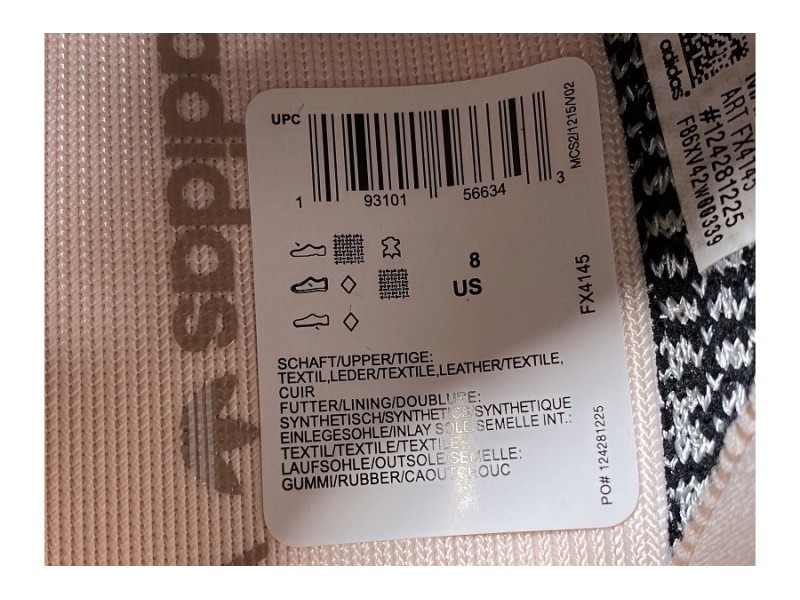 adidas
UPC
1 93101 56634 3
MCS2/1215/V02
8
US
FX4145
SCHAFT/UPPER/TIGE:
TEXTIL,LEDER/TEXTILE,LEATHER/TEXTILE,
CUIR
FUTTER/LINING/DOUBLURE:
SYNTHETISCH/SYNTHETICS/SYNTHETIQUE
EINLEGESOHLE/INLAY SOLE/SEMELLE INT.:
TEXTIL/TEXTILE/TEXTILE
LAUFSOHLE/OUTSOLE/SEMELLE:
GUMMI/RUBBER/CAOUTCHOUC
PO# 124281225
adidas
ART FX4145
#124281225
F86XV42W00339